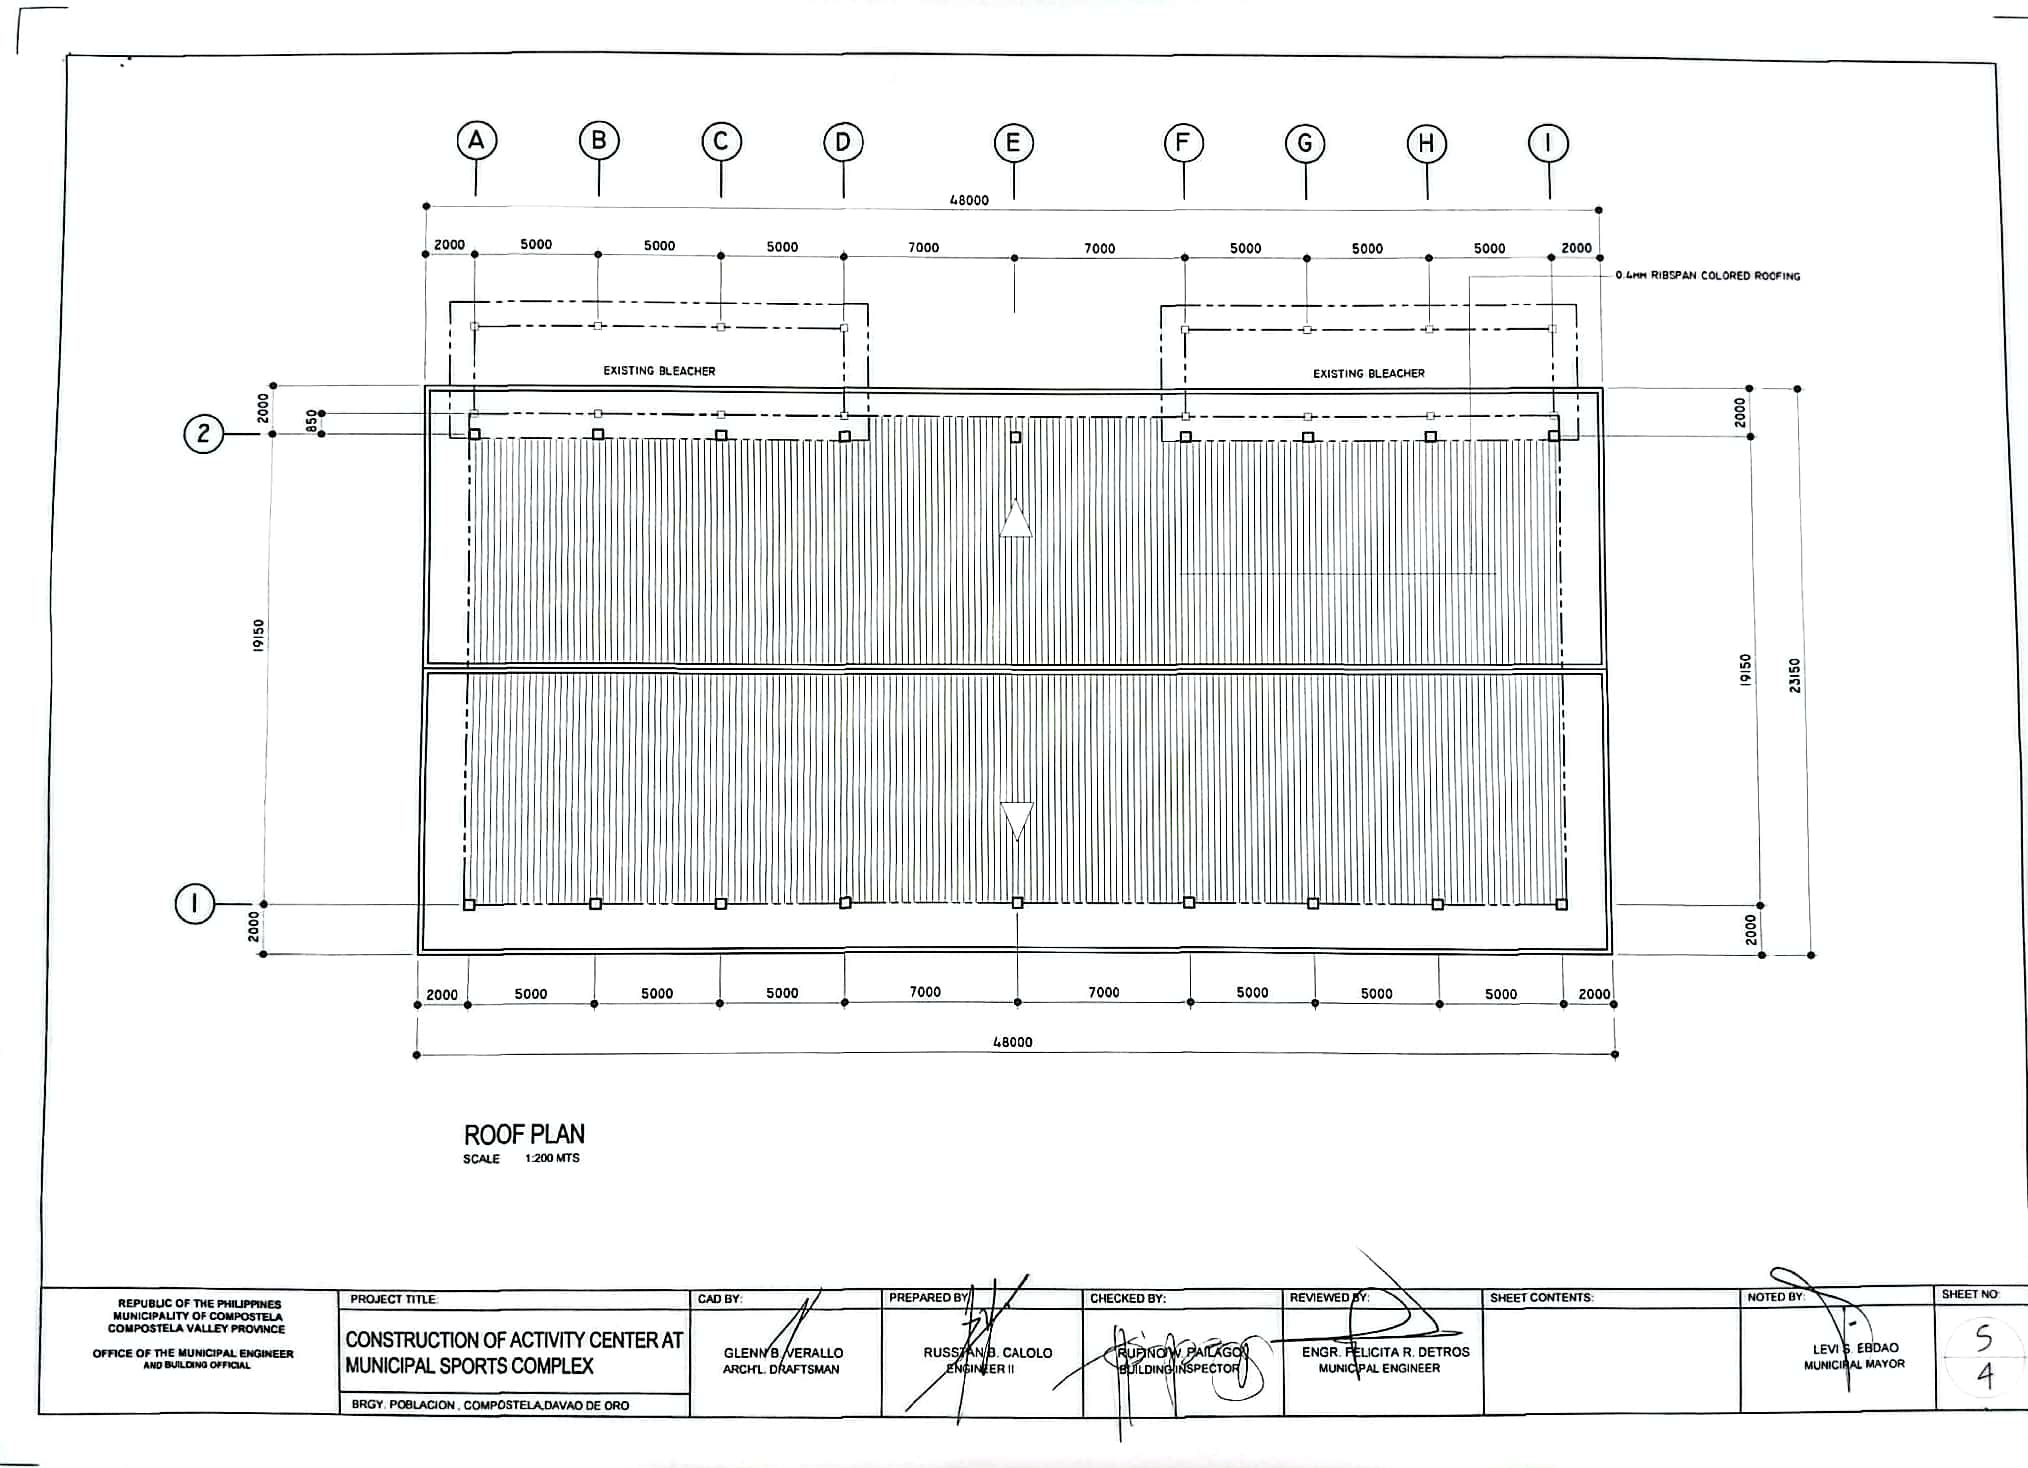 A B C D E F G H I
48000
2000 5000 5000 5000 7000 7000 5000 5000 5000 2000
0.4MM RIBSPAN COLORED ROOFING
EXISTING BLEACHER
EXISTING BLEACHER
2000
850
2
2000
19150
19150
23150
1
2000
2000
2000 5000 5000 5000 7000 7000 5000 5000 5000 2000
48000
ROOF PLAN
SCALE 1:200 MTS
REPUBLIC OF THE PHILIPPINES
MUNICIPALITY OF COMPOSTELA
COMPOSTELA VALLEY PROVINCE
OFFICE OF THE MUNICIPAL ENGINEER
AND BUILDING OFFICIAL
PROJECT TITLE:
CONSTRUCTION OF ACTIVITY CENTER AT
MUNICIPAL SPORTS COMPLEX
BRGY. POBLACION , COMPOSTELA,DAVAO DE ORO
CAD BY:
GLENN B. VERALLO
ARCH'L. DRAFTSMAN
PREPARED BY:
RUSSTAN B. CALOLO
ENGINEER II
CHECKED BY:
RUFINO W. PAILAGO
BUILDING INSPECTOR
REVIEWED BY:
ENGR. FELICITA R. DETROS
MUNICIPAL ENGINEER
SHEET CONTENTS:
NOTED BY:
LEVI S. EBDAO
MUNICIPAL MAYOR
SHEET NO:
5
4